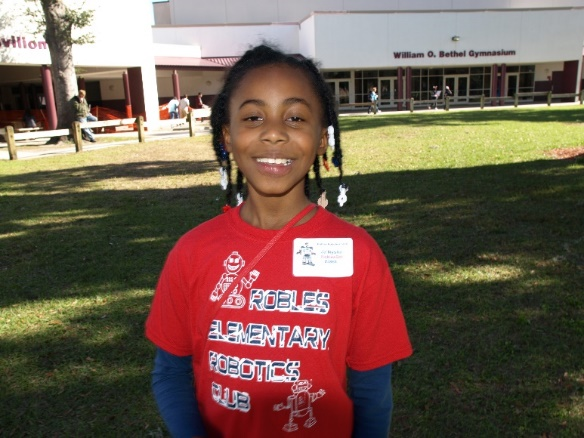 William O. Bethel Gymnasium
ROBLES
ELEMENTARY
ROBOTICS
CLUB